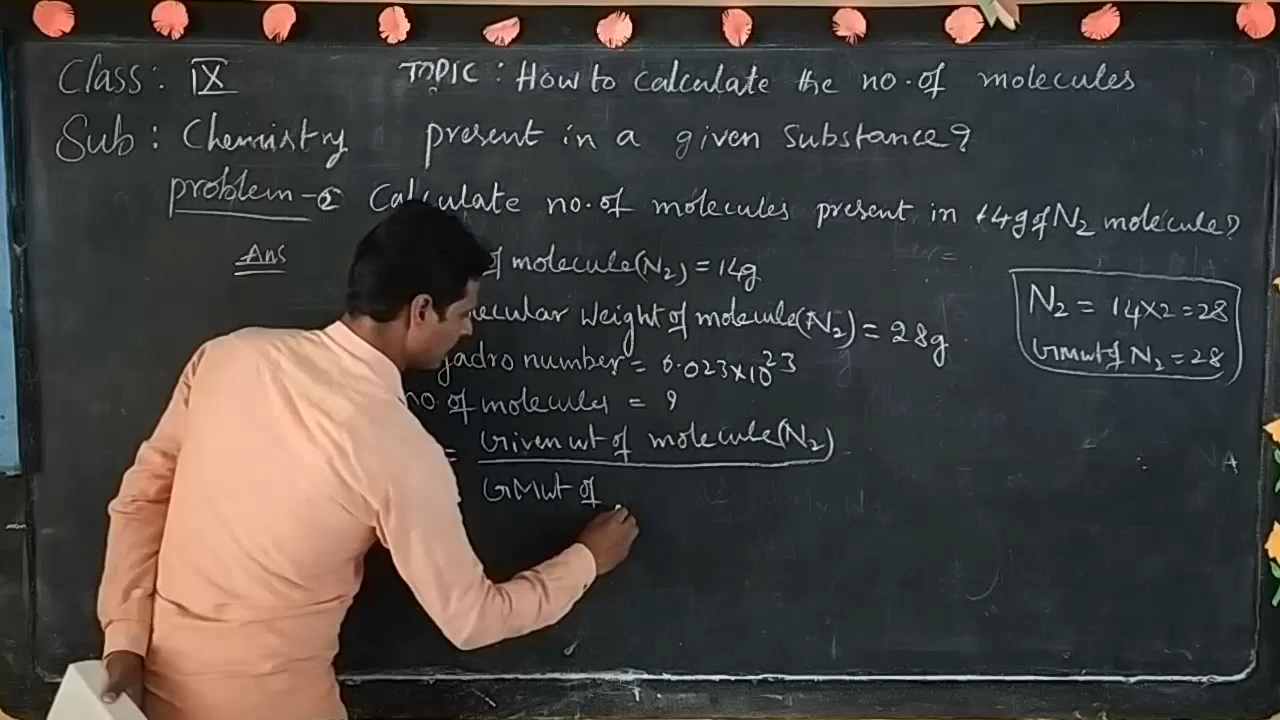 Class: IX TOPIC: How to calculate the no. of molecules
Sub: Chemistry present in a given substance?
problem-2 Calculate no. of molecules present in 14g of N₂ molecule?
Ans of molecule(N₂) = 14g
ecular weight of molecule(N₂) = 28g
gadro number = 6.023×10²³
no. of molecules = ?
= Given wt of molecule(N₂)
GMwt of
N₂ = 14×2 = 28
GMwt of N₂ = 28